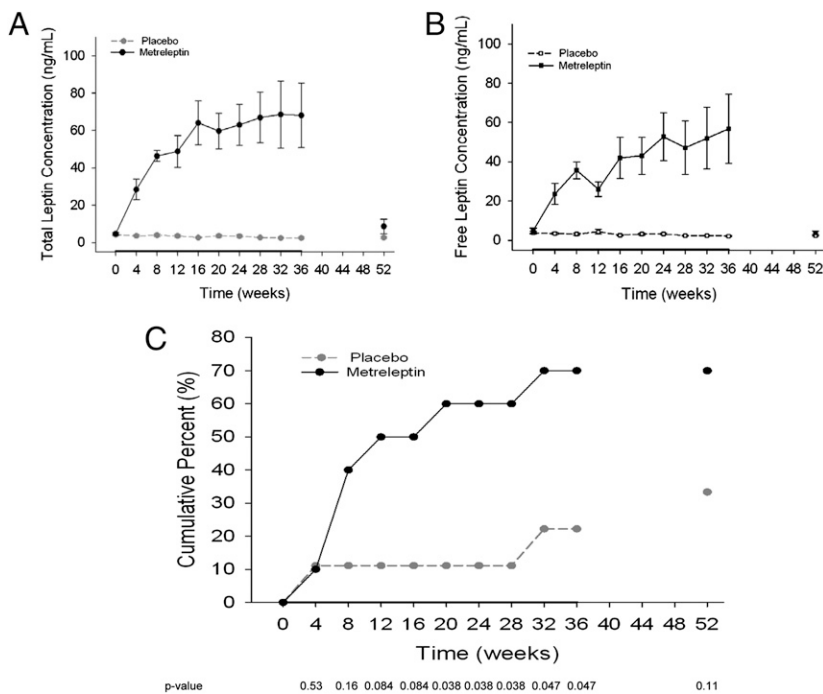 A
Placebo
Metreleptin
Total Leptin Concentration (ng/mL)
100
80
60
40
20
0
0 4 8 12 16 20 24 28 32 36 40 44 48 52
Time (weeks)
B
Placebo
Metreleptin
Free Leptin Concentration (ng/mL)
100
80
60
40
20
0
0 4 8 12 16 20 24 28 32 36 40 44 48 52
Time (weeks)
C
Placebo
Metreleptin
Cumulative Percent (%)
80
70
60
50
40
30
20
10
0
0 4 8 12 16 20 24 28 32 36 40 44 48 52
Time (weeks)
p-value 0.53 0.16 0.084 0.084 0.038 0.038 0.038 0.047 0.047 0.11